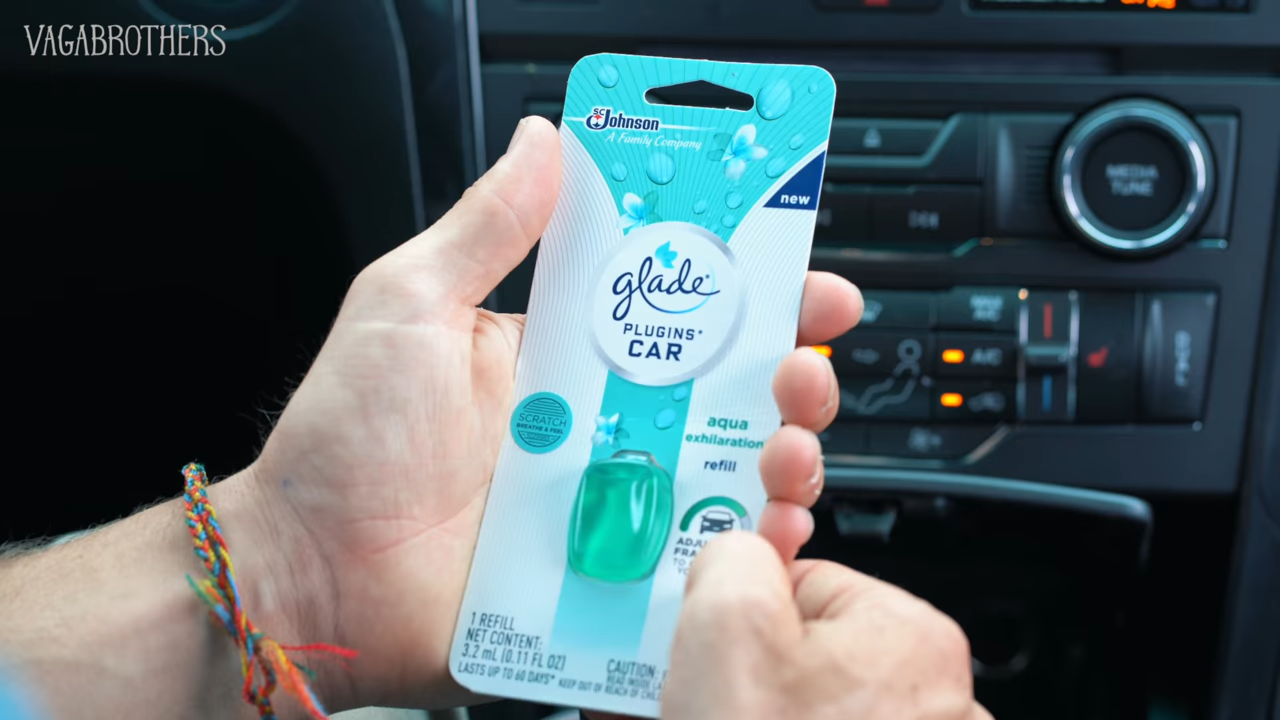 VAGABROTHERS
SC
Johnson
A Family Company
new
glade
PLUGINS*
CAR
SCRATCH
BREATHE & FEEL
aqua
exhilaration
refill
1 REFILL
NET CONTENT:
3.2 mL (0.11 FL OZ)
LASTS UP TO 60 DAYS*
CAUTION:
READ INSIDE
KEEP OUT OF REACH OF
MEDIA
TUNE
A/C